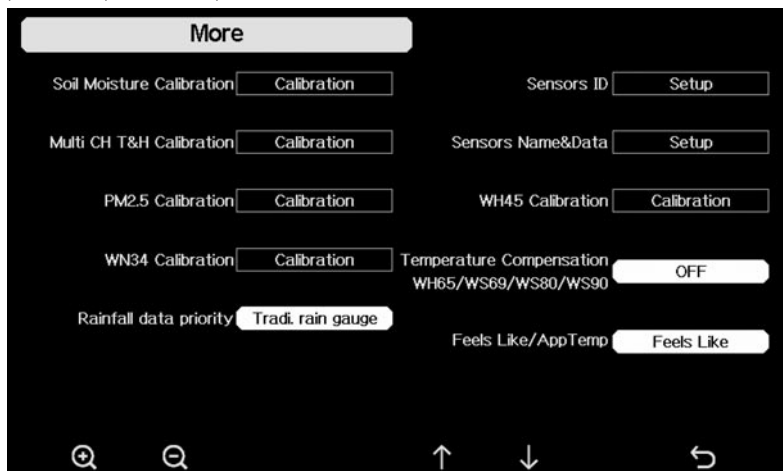 More
Soil Moisture Calibration Calibration
Sensors ID Setup
Multi CH T&H Calibration Calibration
Sensors Name&Data Setup
PM2.5 Calibration Calibration
WH45 Calibration Calibration
WN34 Calibration Calibration
Temperature Compensation
WH65/WS69/WS80/WS90 OFF
Rainfall data priority Tradi. rain gauge
Feels Like/AppTemp Feels Like